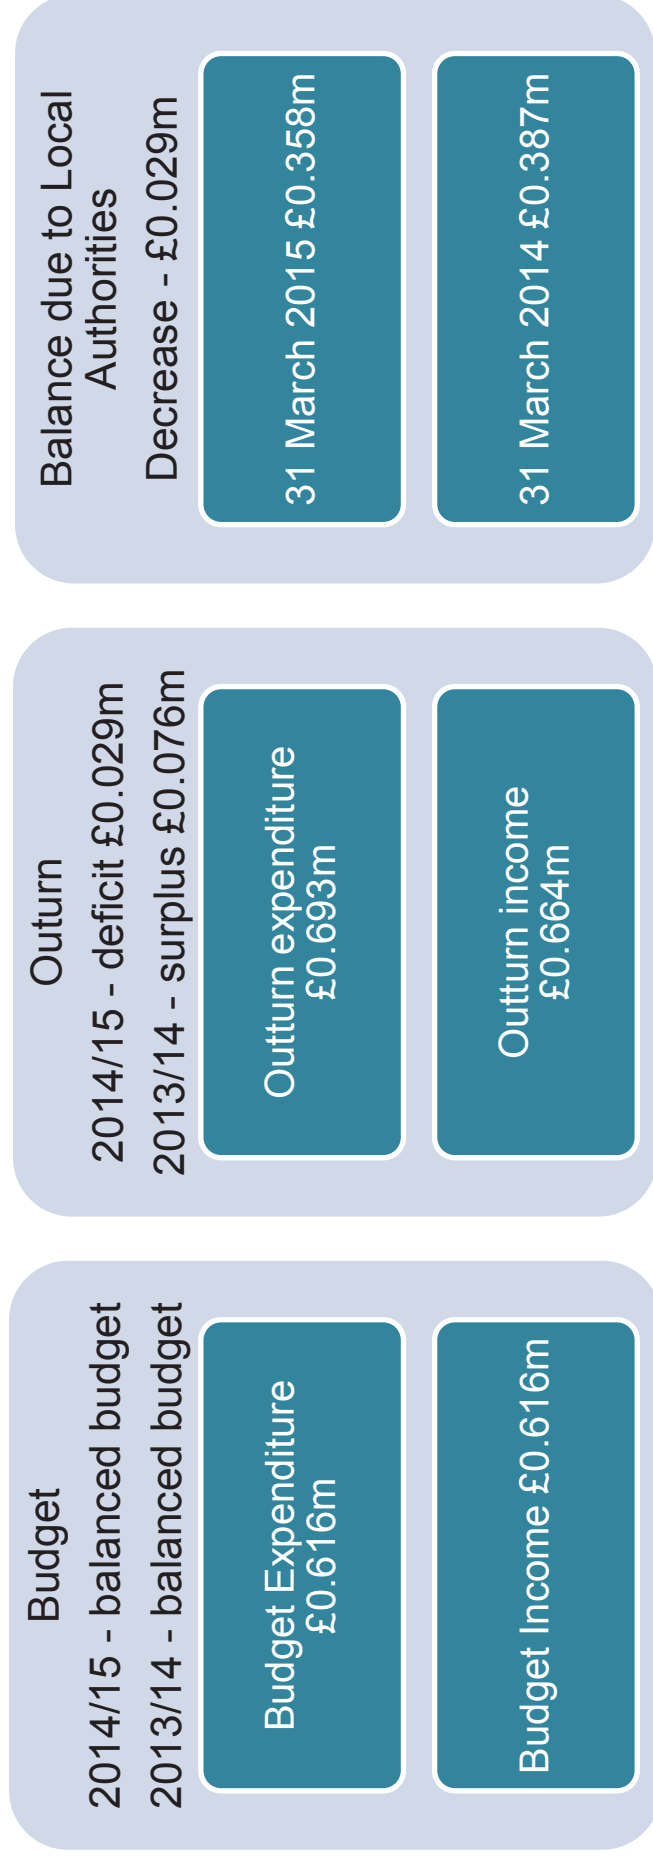 Budget
2014/15 - balanced budget
2013/14 - balanced budget
Budget Expenditure
£0.616m
Budget Income £0.616m
Outurn
2014/15 - deficit £0.029m
2013/14 - surplus £0.076m
Outturn expenditure
£0.693m
Outturn income
£0.664m
Balance due to Local
Authorities
Decrease - £0.029m
31 March 2015 £0.358m
31 March 2014 £0.387m